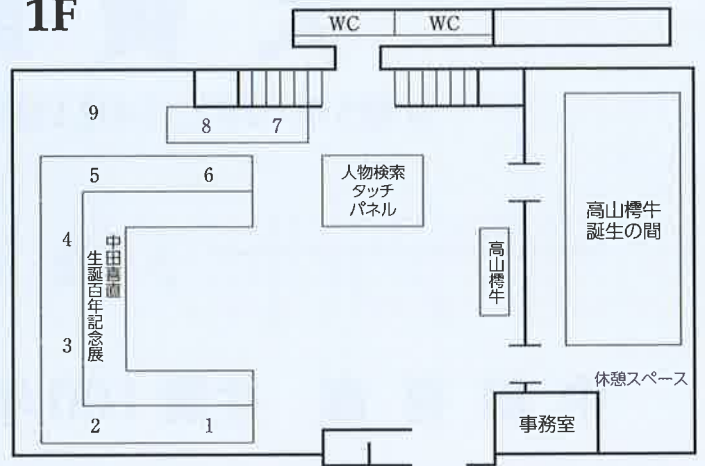 1F
WC
WC
9
8
7
5
6
人物検索
タッチ
パネル
高山樗牛
誕生の間
4
中田喜直
生誕百年記念展
高山樗牛
3
休憩スペース
2
1
事務室